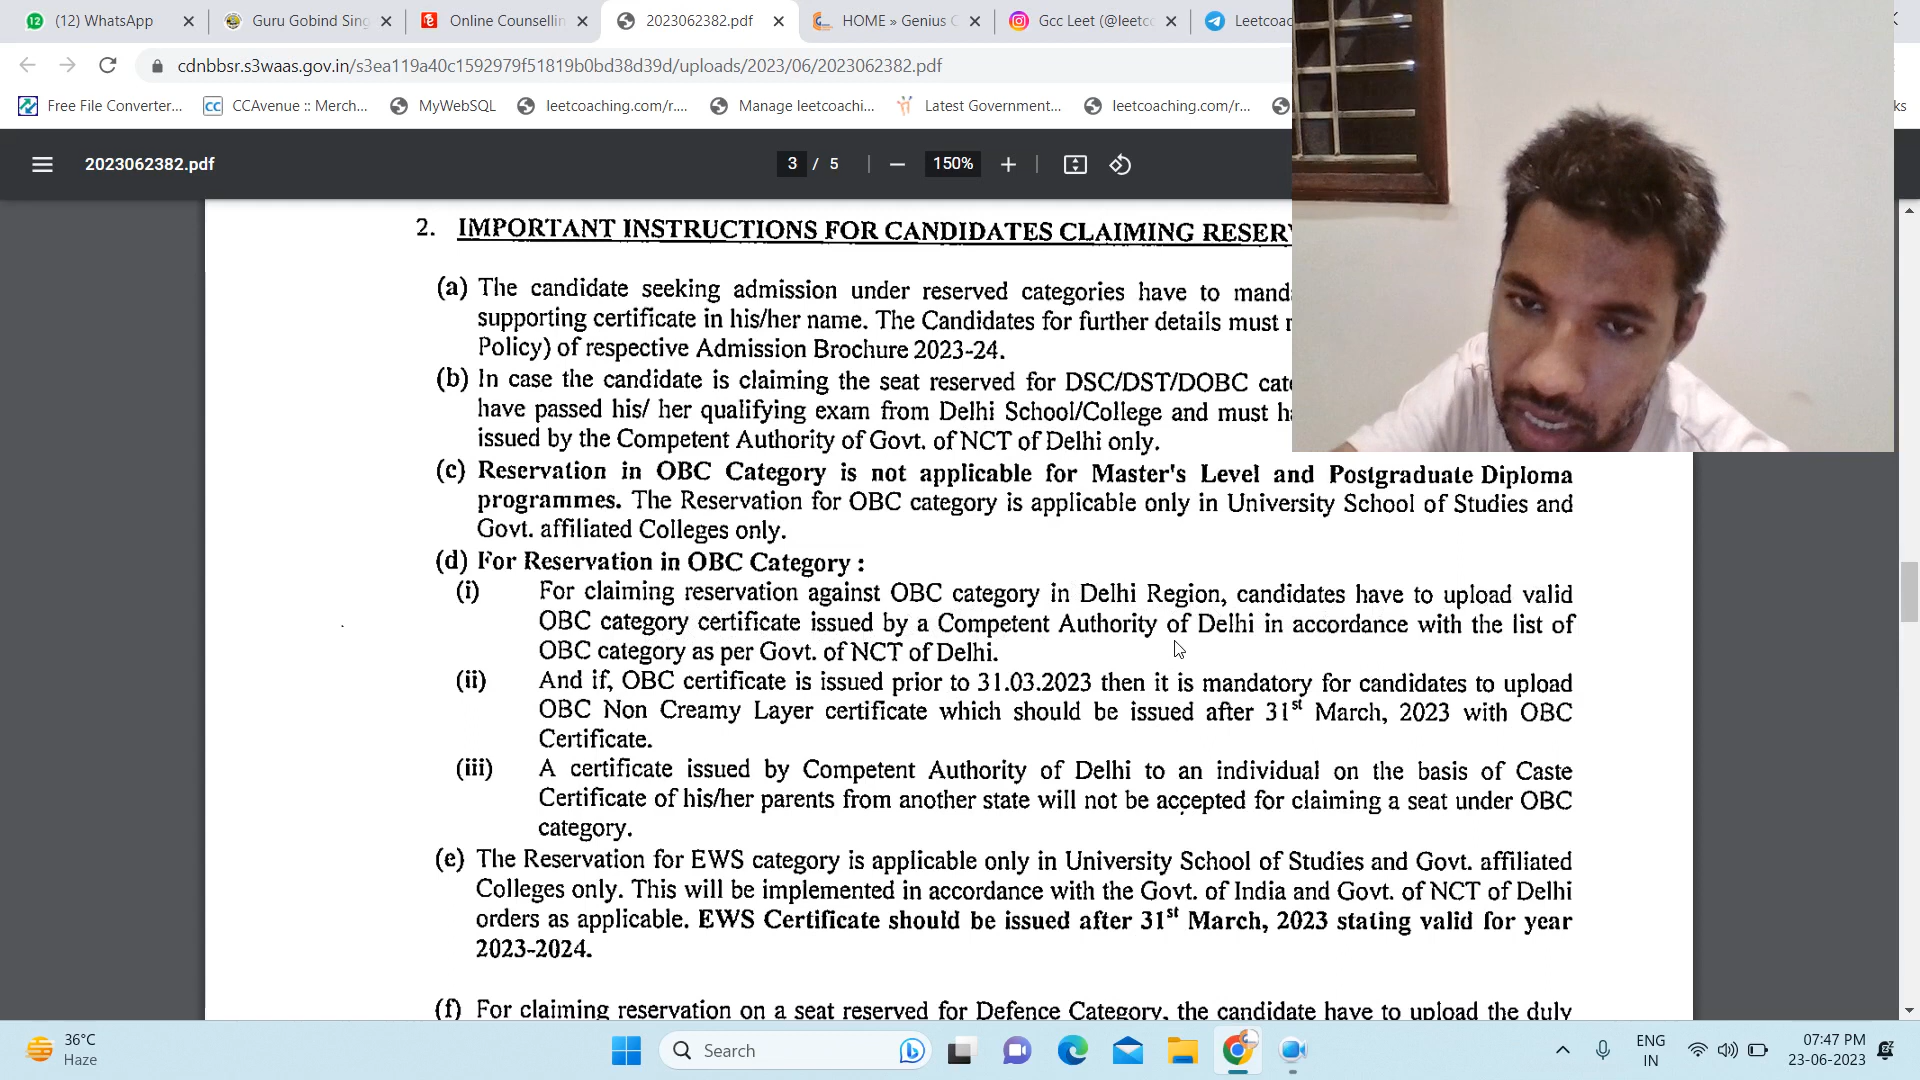 (12) WhatsApp
Guru Gobind Sing
Online Counsellin
2023062382.pdf
HOME » Genius C
Gcc Leet (@leetcc
Leetcoa
cdnbbsr.s3waas.gov.in/s3ea119a40c1592979f51819b0bd38d39d/uploads/2023/06/2023062382.pdf
Free File Converter...
CC
CCAvenue :: Merch...
MyWebSQL
leetcoaching.com/r....
Manage leetcoachi...
Latest Government...
leetcoaching.com/r...
ks
2023062382.pdf
3 / 5
150%
2. IMPORTANT INSTRUCTIONS FOR CANDIDATES CLAIMING RESERV
(a) The candidate seeking admission under reserved categories have to mand
supporting certificate in his/her name. The Candidates for further details must r
Policy) of respective Admission Brochure 2023-24.
(b) In case the candidate is claiming the seat reserved for DSC/DST/DOBC cate
have passed his/ her qualifying exam from Delhi School/College and must ha
issued by the Competent Authority of Govt. of NCT of Delhi only.
(c) Reservation in OBC Category is not applicable for Master's Level and Postgraduate Diploma
programmes. The Reservation for OBC category is applicable only in University School of Studies and
Govt. affiliated Colleges only.
(d) For Reservation in OBC Category :
(i) For claiming reservation against OBC category in Delhi Region, candidates have to upload valid
OBC category certificate issued by a Competent Authority of Delhi in accordance with the list of
OBC category as per Govt. of NCT of Delhi.
(ii) And if, OBC certificate is issued prior to 31.03.2023 then it is mandatory for candidates to upload
OBC Non Creamy Layer certificate which should be issued after 31st March, 2023 with OBC
Certificate.
(iii) A certificate issued by Competent Authority of Delhi to an individual on the basis of Caste
Certificate of his/her parents from another state will not be accepted for claiming a seat under OBC
category.
(e) The Reservation for EWS category is applicable only in University School of Studies and Govt. affiliated
Colleges only. This will be implemented in accordance with the Govt. of India and Govt. of NCT of Delhi
orders as applicable. EWS Certificate should be issued after 31st March, 2023 stating valid for year
2023-2024.
(f) For claiming reservation on a seat reserved for Defence Category, the candidate have to upload the duly
36°C
Haze
Search
ENG
IN
07:47 PM
23-06-2023